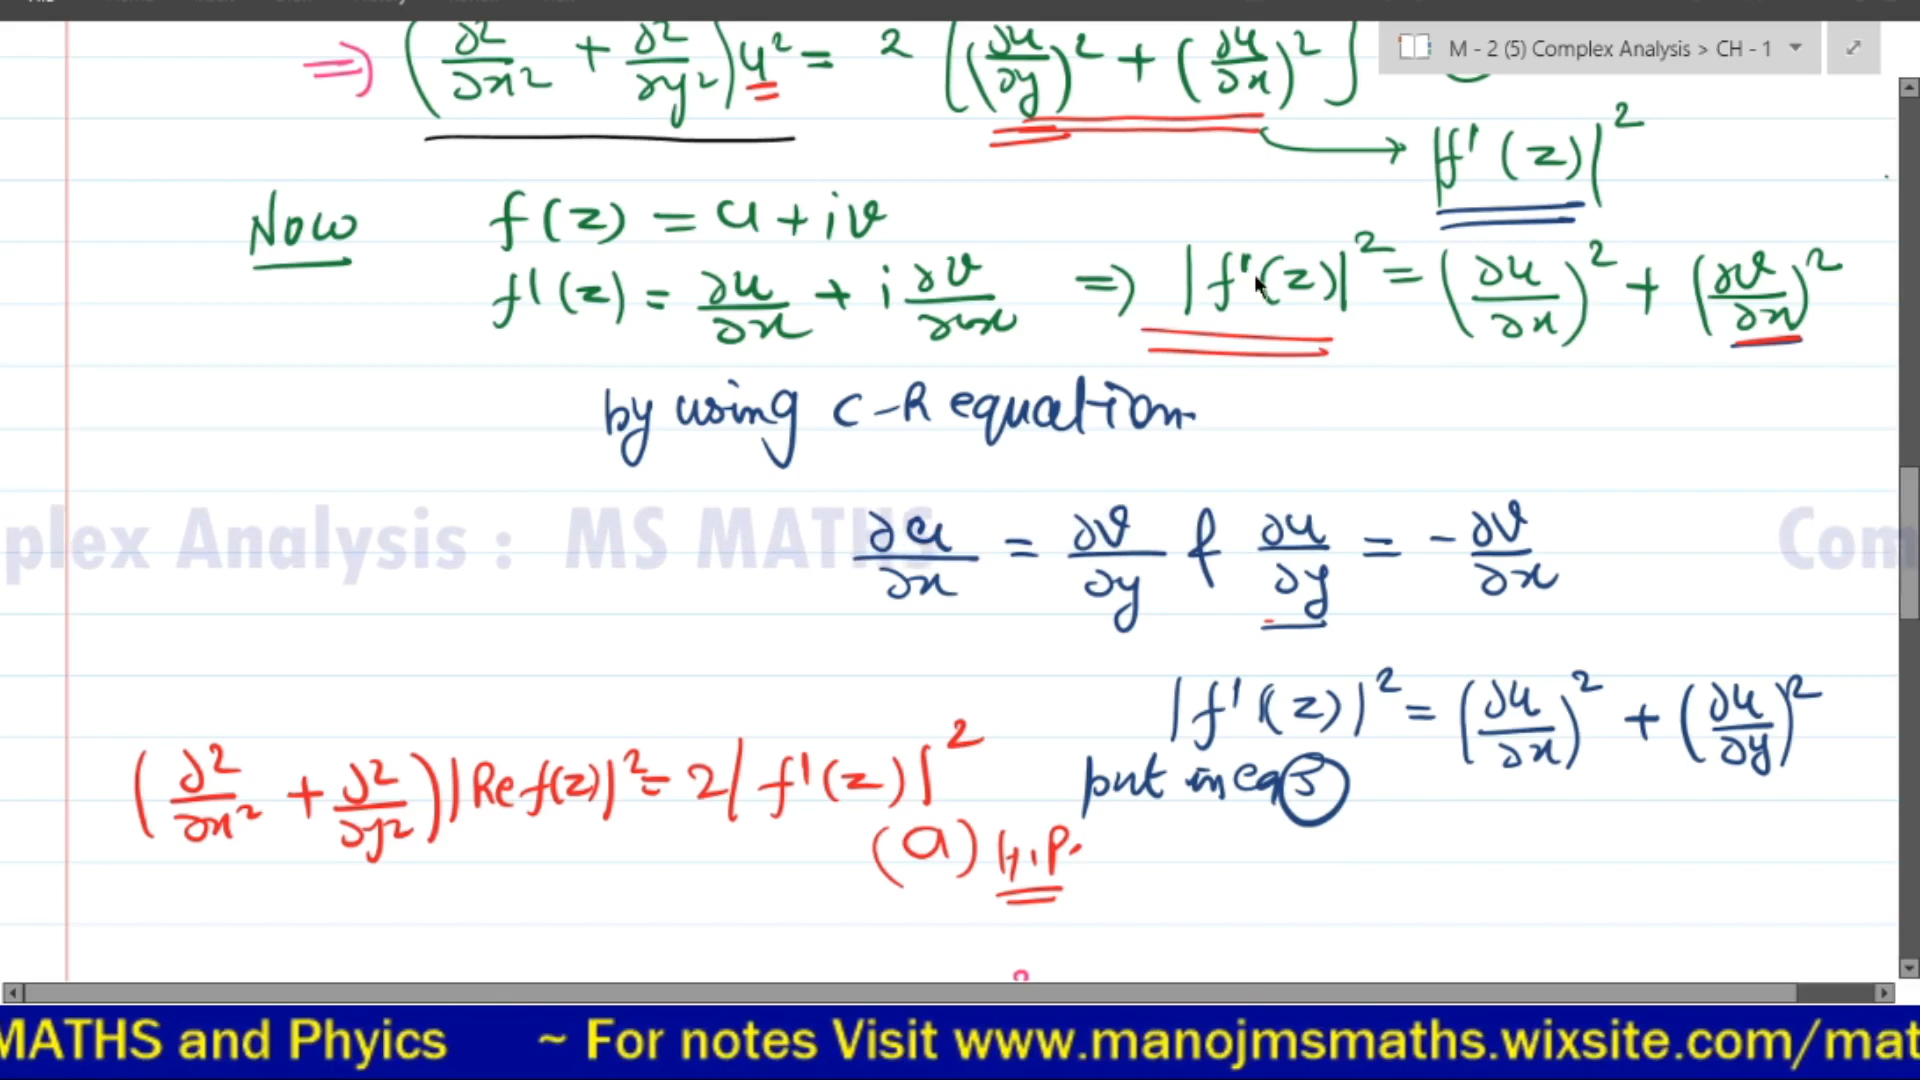 M - 2 (5) Complex Analysis > CH - 1
⇒ (∂²/∂x² + ∂²/∂y²) u² = 2 [(∂u/∂y)² + (∂u/∂x)²]
→ |f'(z)|²
Now f(z) = u + iv
f'(z) = ∂u/∂x + i ∂v/∂x ⇒ |f'(z)|² = (∂u/∂x)² + (∂v/∂x)²
by using C-R equation
plex Analysis : MS MATHS Com
∂u/∂x = ∂v/∂y & ∂u/∂y = - ∂v/∂x
|f'(z)|² = (∂u/∂x)² + (∂u/∂y)²
put in eq ③
(∂²/∂x² + ∂²/∂y²) |Re f(z)|² = 2 |f'(z)|²
(a) H.P.
MATHS and Phyics ~ For notes Visit www.manojmsmaths.wixsite.com/mat